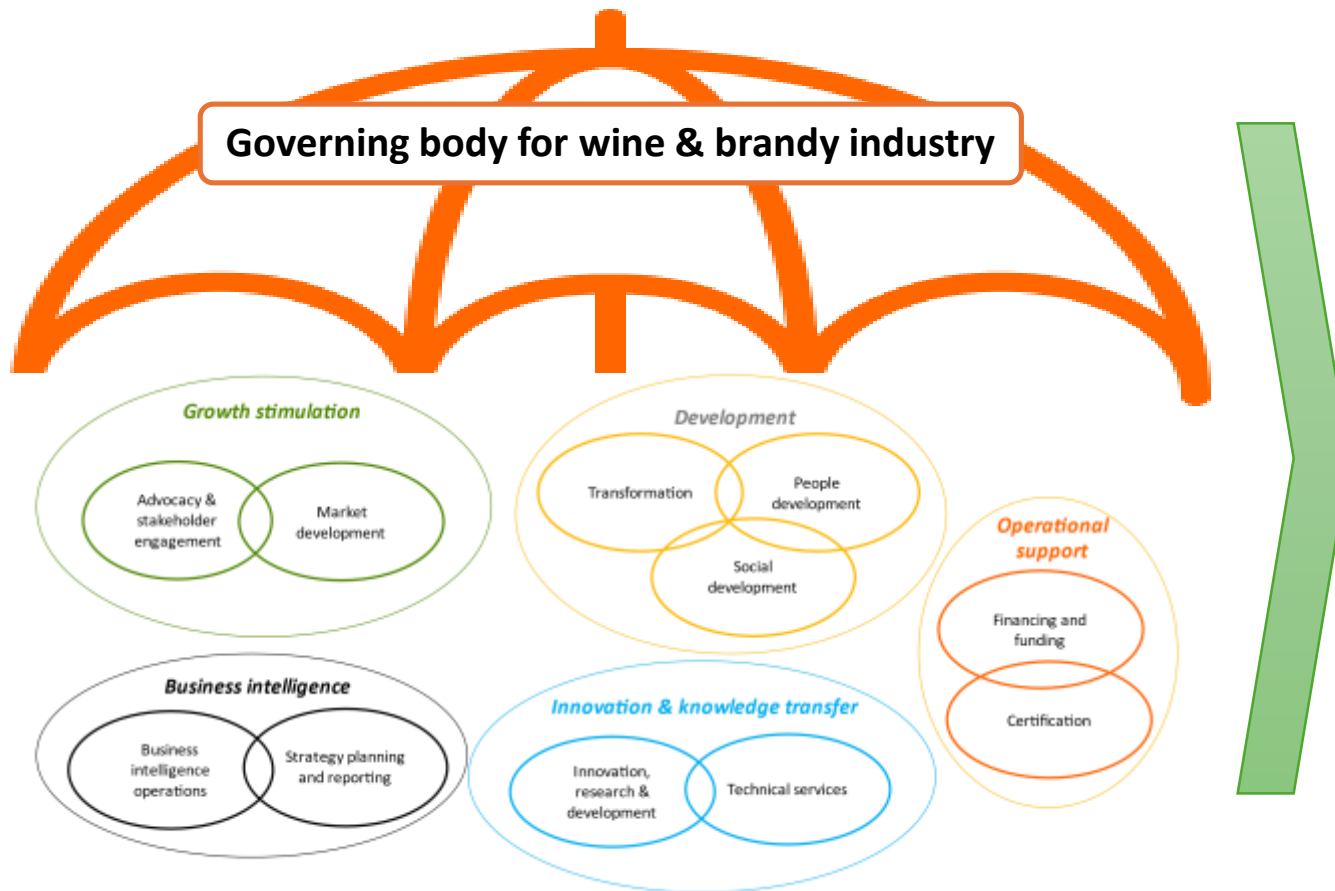 Governing body for wine & brandy industry
Growth stimulation
Advocacy &
stakeholder
engagement
Market
development
Development
Transformation
People
development
Social
development
Operational
support
Financing and
funding
Certification
Business intelligence
Business
intelligence
operations
Strategy planning
and reporting
Innovation & knowledge transfer
Innovation,
research &
development
Technical services